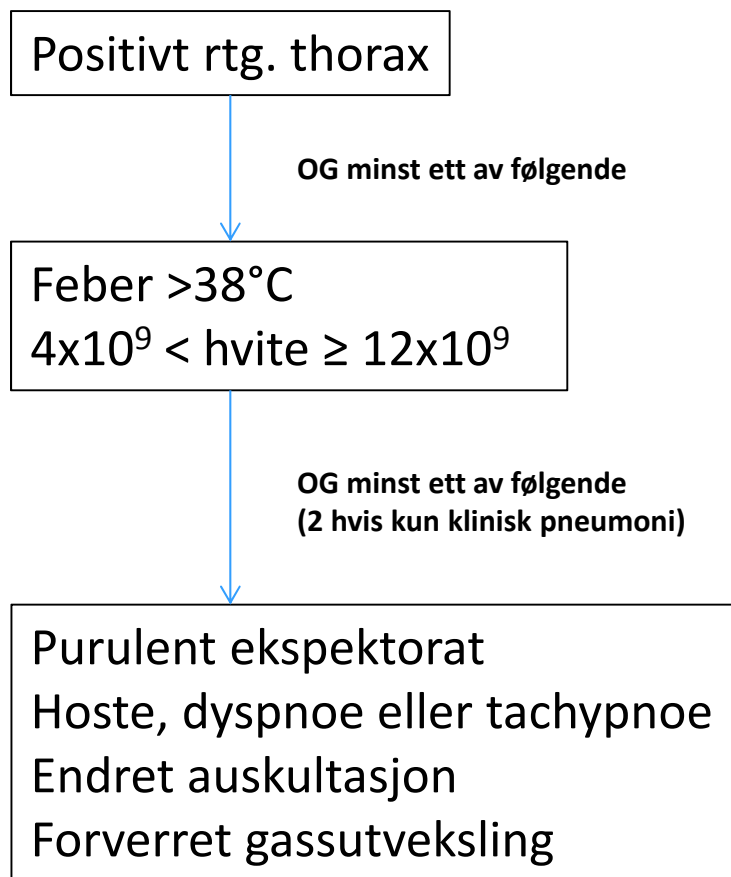 Positivt rtg. thorax
OG minst ett av følgende
Feber >38°C
4x10⁹ < hvite ≥ 12x10⁹
OG minst ett av følgende
(2 hvis kun klinisk pneumoni)
Purulent ekspektorat
Hoste, dyspnoe eller tachypnoe
Endret auskultasjon
Forverret gassutveksling